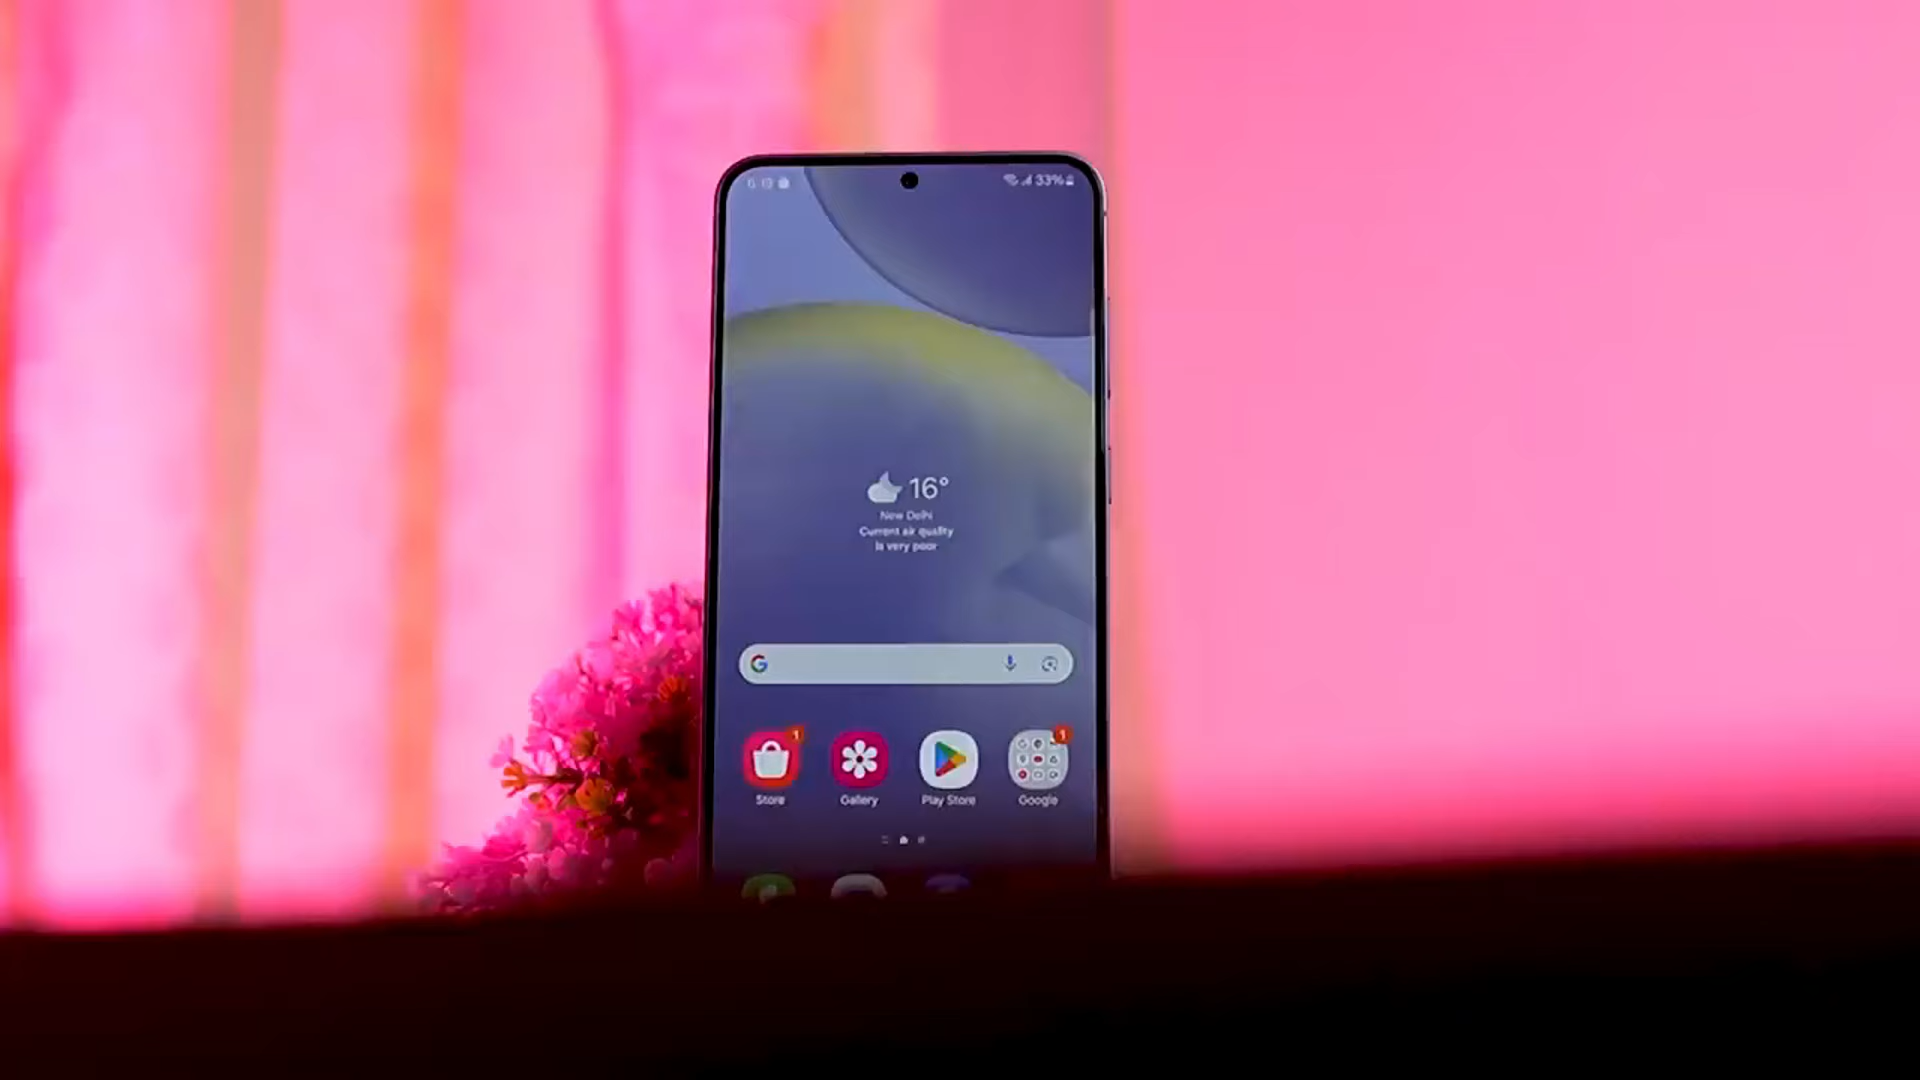 33%
16°
New Delhi
Current air quality
is very poor
G
1 1
Store Gallery Play Store Google